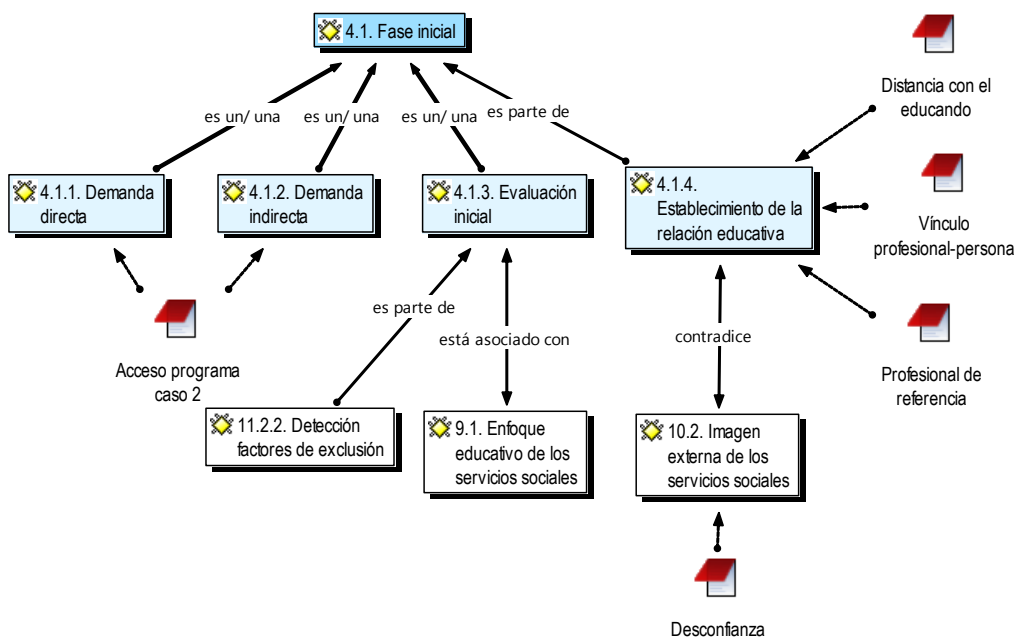 4.1. Fase inicial
Distancia con el
educando
es un/ una
es un/ una
es un/ una
es parte de
4.1.1. Demanda
directa
4.1.2. Demanda
indirecta
4.1.3. Evaluación
inicial
4.1.4.
Establecimiento de la
relación educativa
Vínculo
profesional-persona
es parte de
está asociado con
contradice
Acceso programa
caso 2
Profesional de
referencia
11.2.2. Detección
factores de exclusión
9.1. Enfoque
educativo de los
servicios sociales
10.2. Imagen
externa de los
servicios sociales
Desconfianza